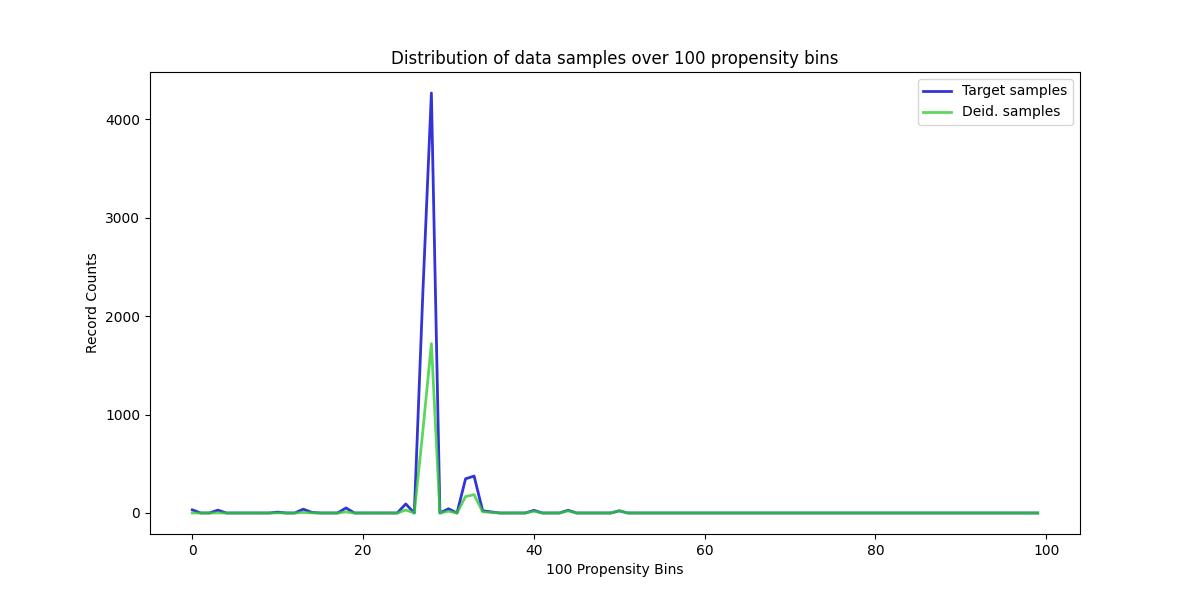 Distribution of data samples over 100 propensity bins
Target samples
Deid. samples
4000
3000
2000
1000
0
Record Counts
0 20 40 60 80 100
100 Propensity Bins